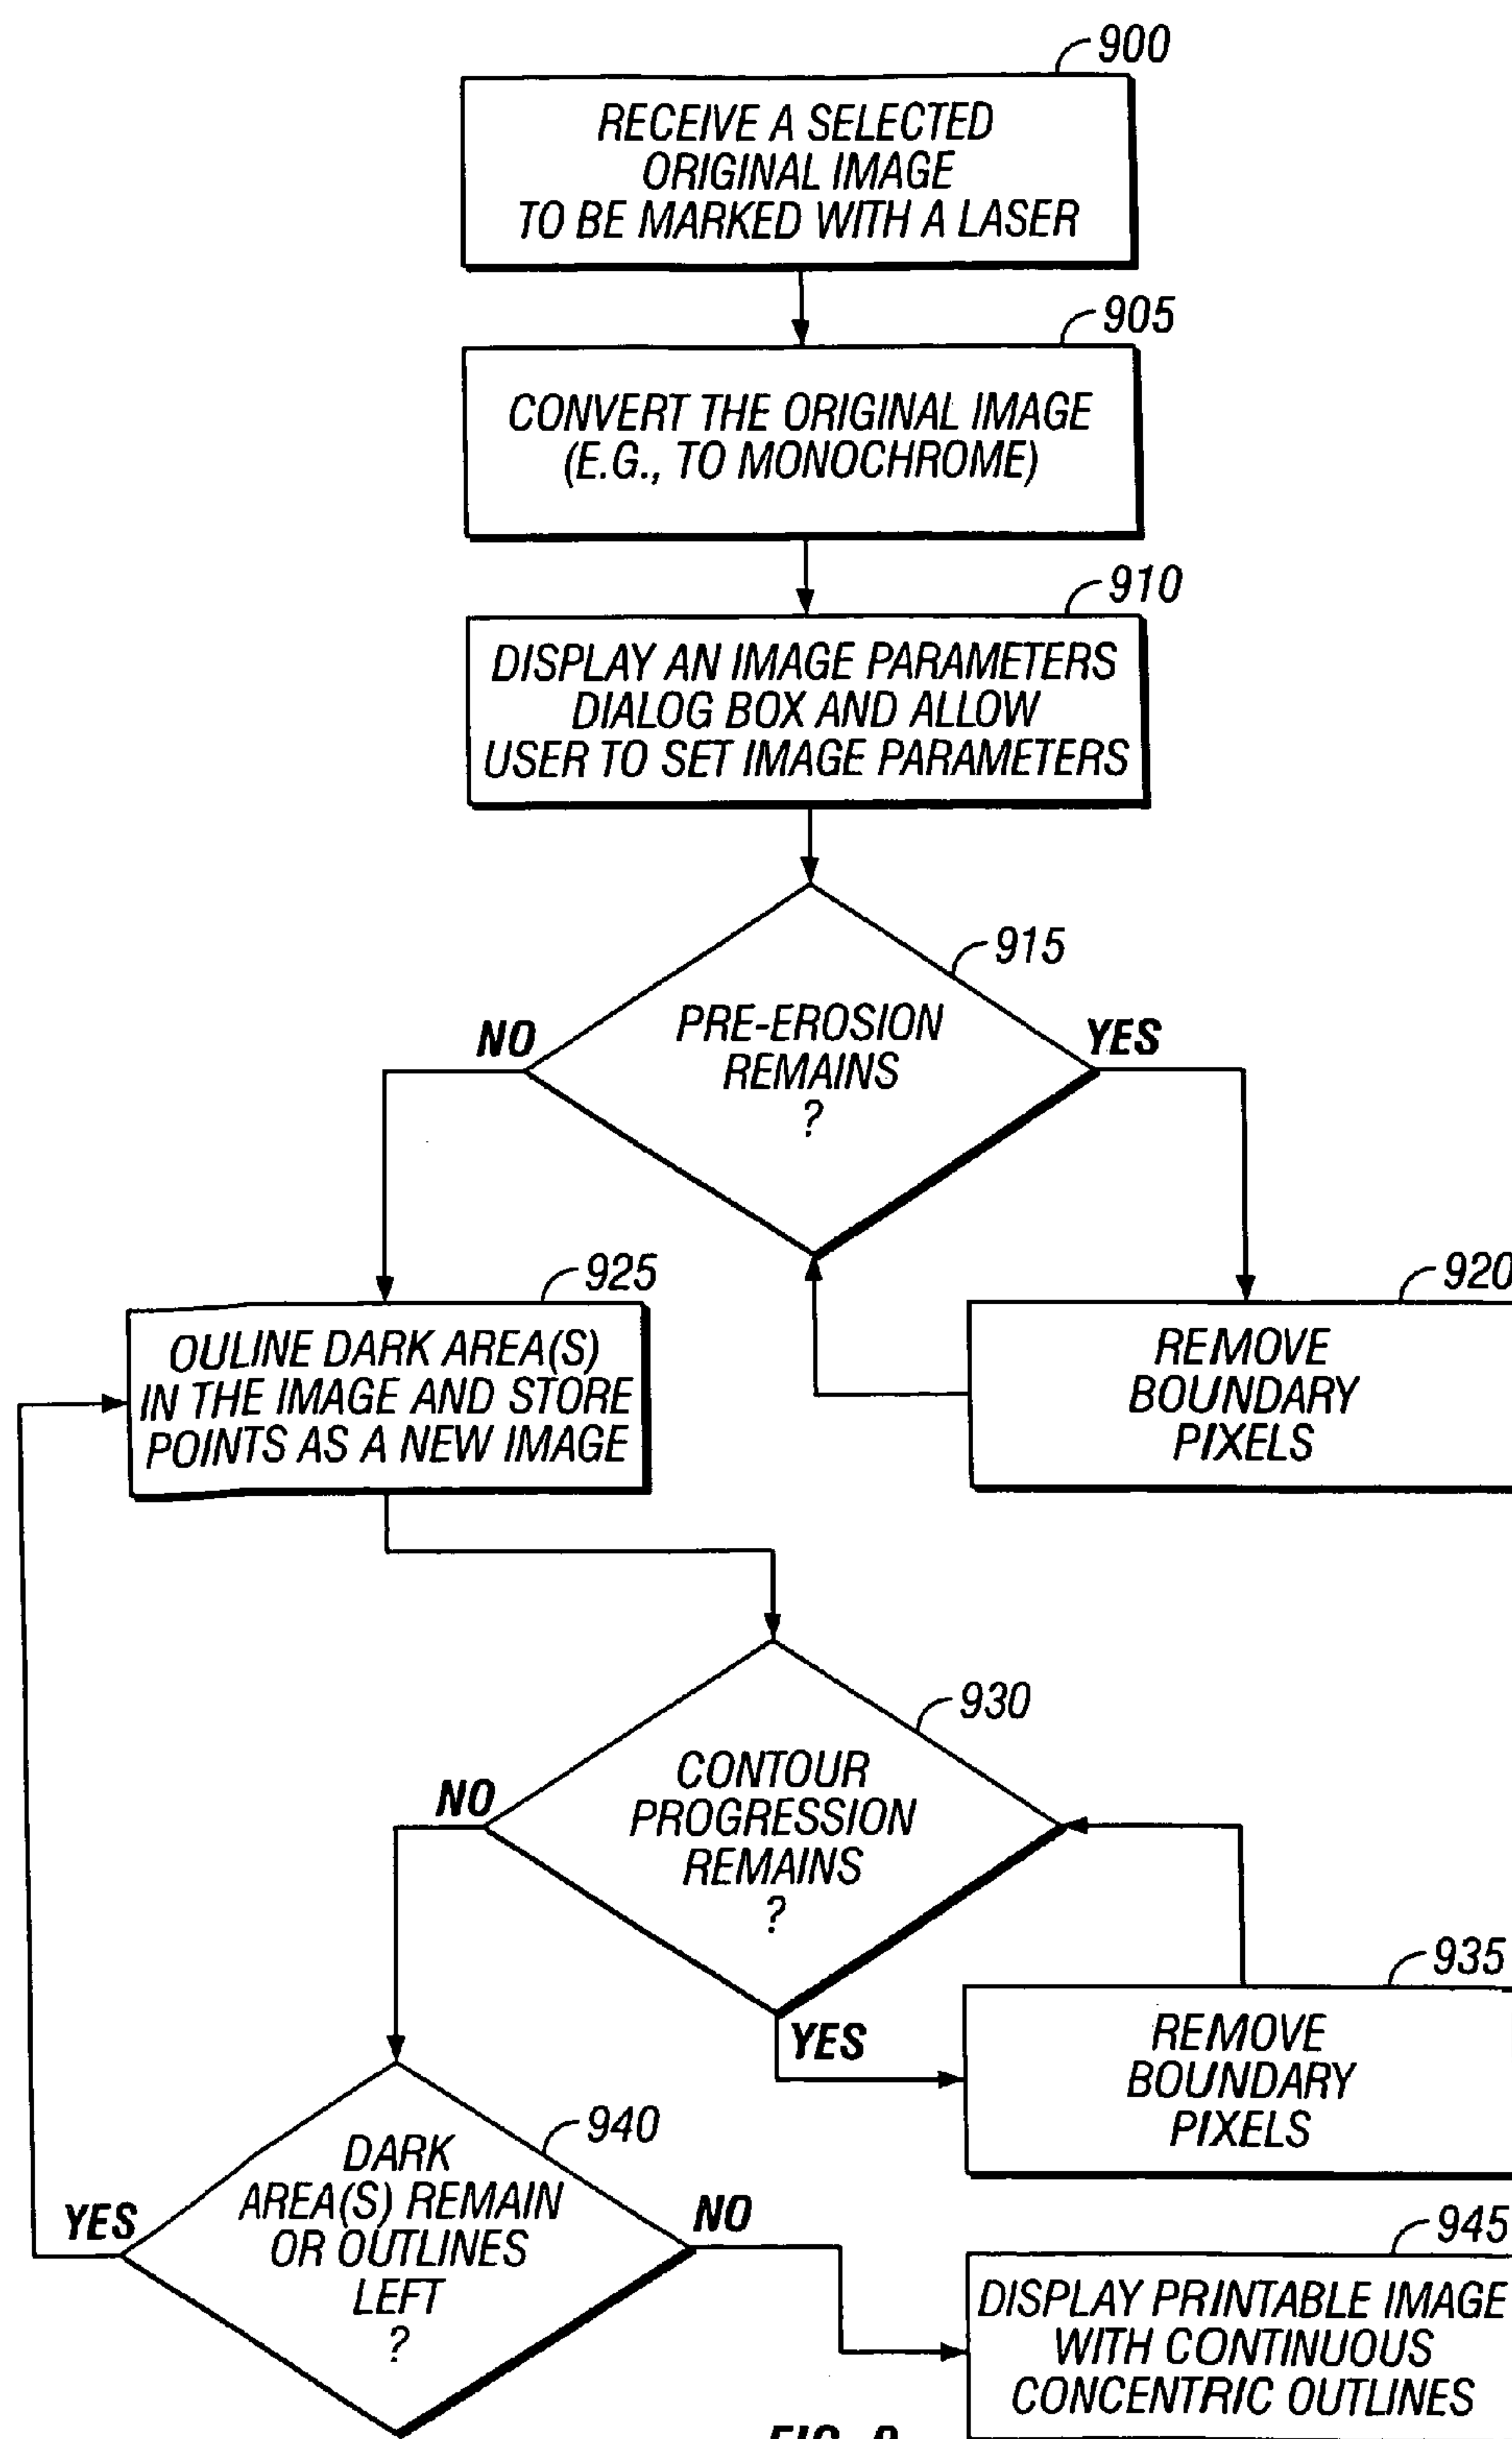 900
RECEIVE A SELECTED
ORIGINAL IMAGE
TO BE MARKED WITH A LASER
905
CONVERT THE ORIGINAL IMAGE
(E.G., TO MONOCHROME)
910
DISPLAY AN IMAGE PARAMETERS
DIALOG BOX AND ALLOW
USER TO SET IMAGE PARAMETERS
915
PRE-EROSION
REMAINS
?
NO
YES
925
OULINE DARK AREA(S)
IN THE IMAGE AND STORE
POINTS AS A NEW IMAGE
920
REMOVE
BOUNDARY
PIXELS
930
CONTOUR
PROGRESSION
REMAINS
?
NO
YES
935
REMOVE
BOUNDARY
PIXELS
940
DARK
AREA(S) REMAIN
OR OUTLINES
LEFT
?
YES
NO
945
DISPLAY PRINTABLE IMAGE
WITH CONTINUOUS
CONCENTRIC OUTLINES
FIG.